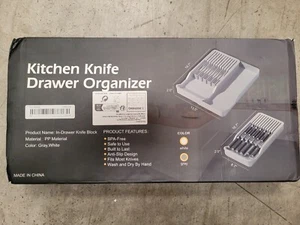 Kitchen Knife
Drawer Organizer
Product Name: In-Drawer Knife Block
Material : PP Material
Color: Gray,White
PRODUCT FEATURES :
BPA-Free
Safe to Use
Built to Last
Anti-Slip Design
Fits Most Knives
Wash and Dry By Hand
COLOR
MADE IN CHINA